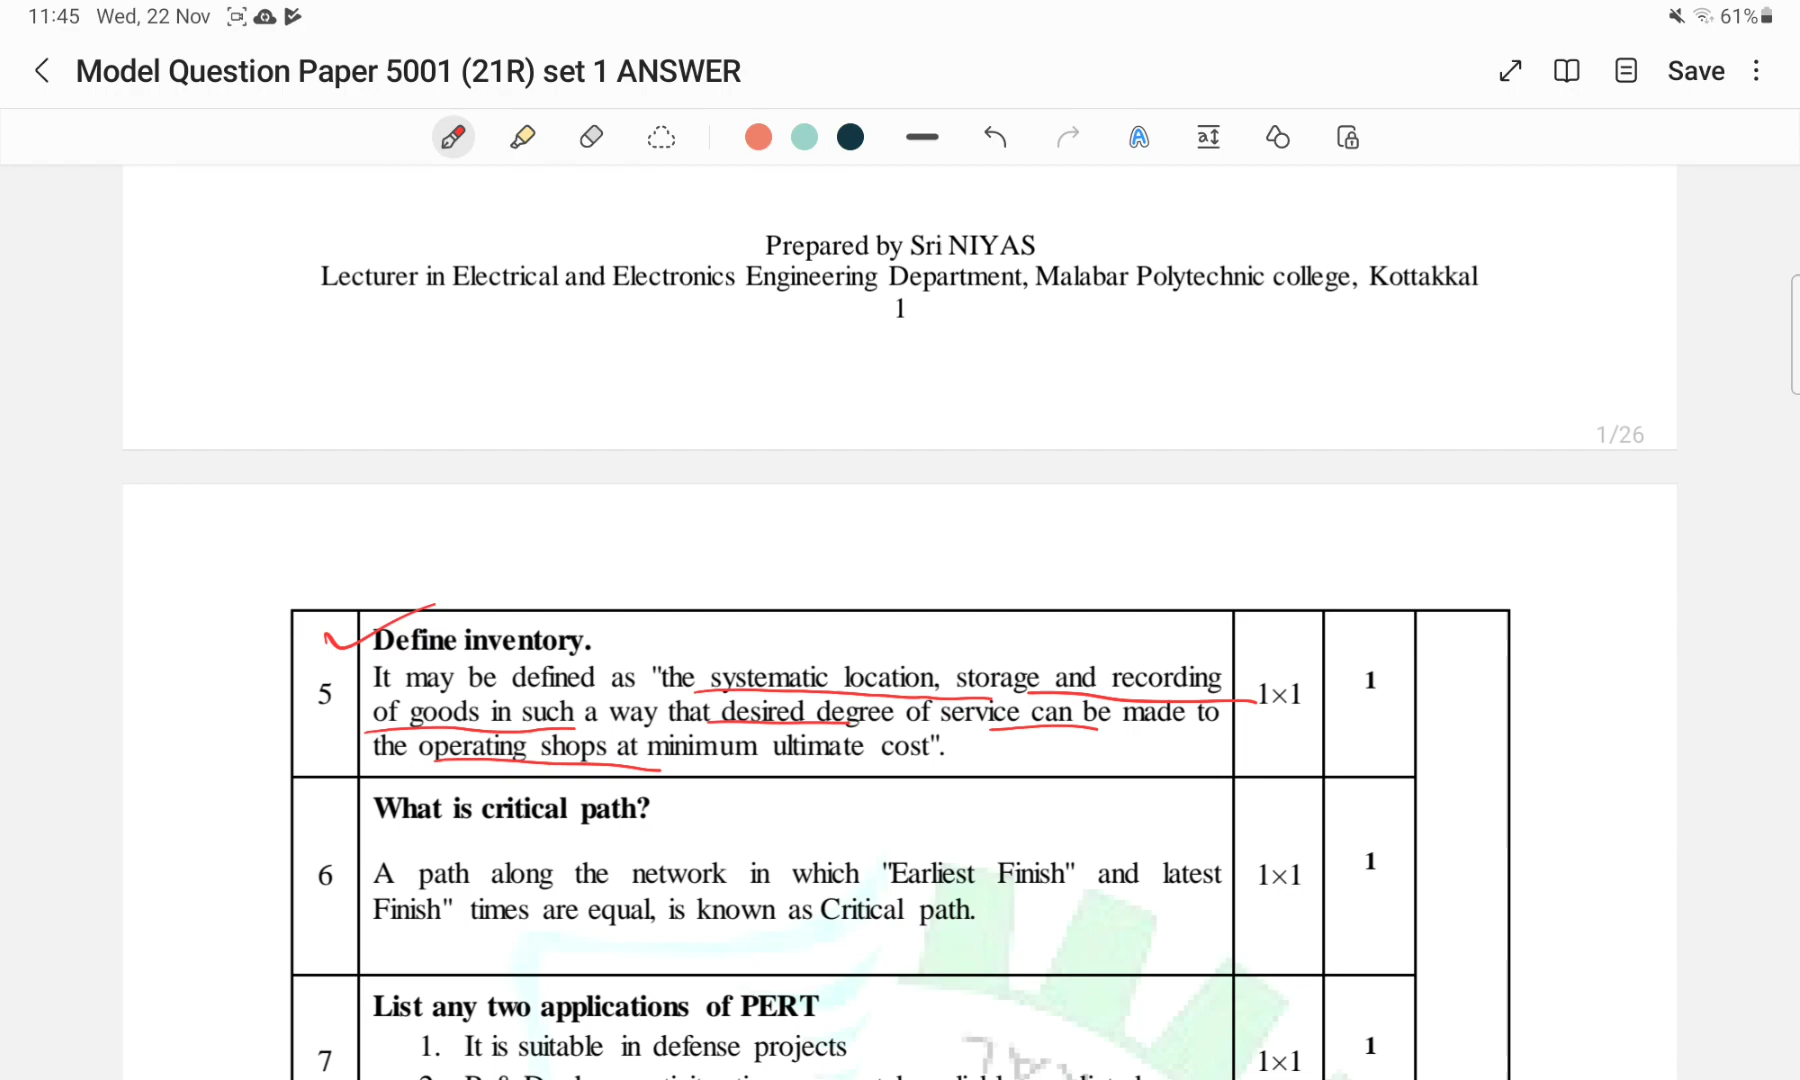 11:45 Wed, 22 Nov 61%
Model Question Paper 5001 (21R) set 1 ANSWER Save
Prepared by Sri NIYAS
Lecturer in Electrical and Electronics Engineering Department, Malabar Polytechnic college, Kottakkal
1
1/26
Define inventory.
5 It may be defined as "the systematic location, storage and recording 1×1 1
of goods in such a way that desired degree of service can be made to
the operating shops at minimum ultimate cost".
What is critical path?
6 A path along the network in which "Earliest Finish" and latest 1×1 1
Finish" times are equal, is known as Critical path.
List any two applications of PERT
7 1. It is suitable in defense projects 1×1 1